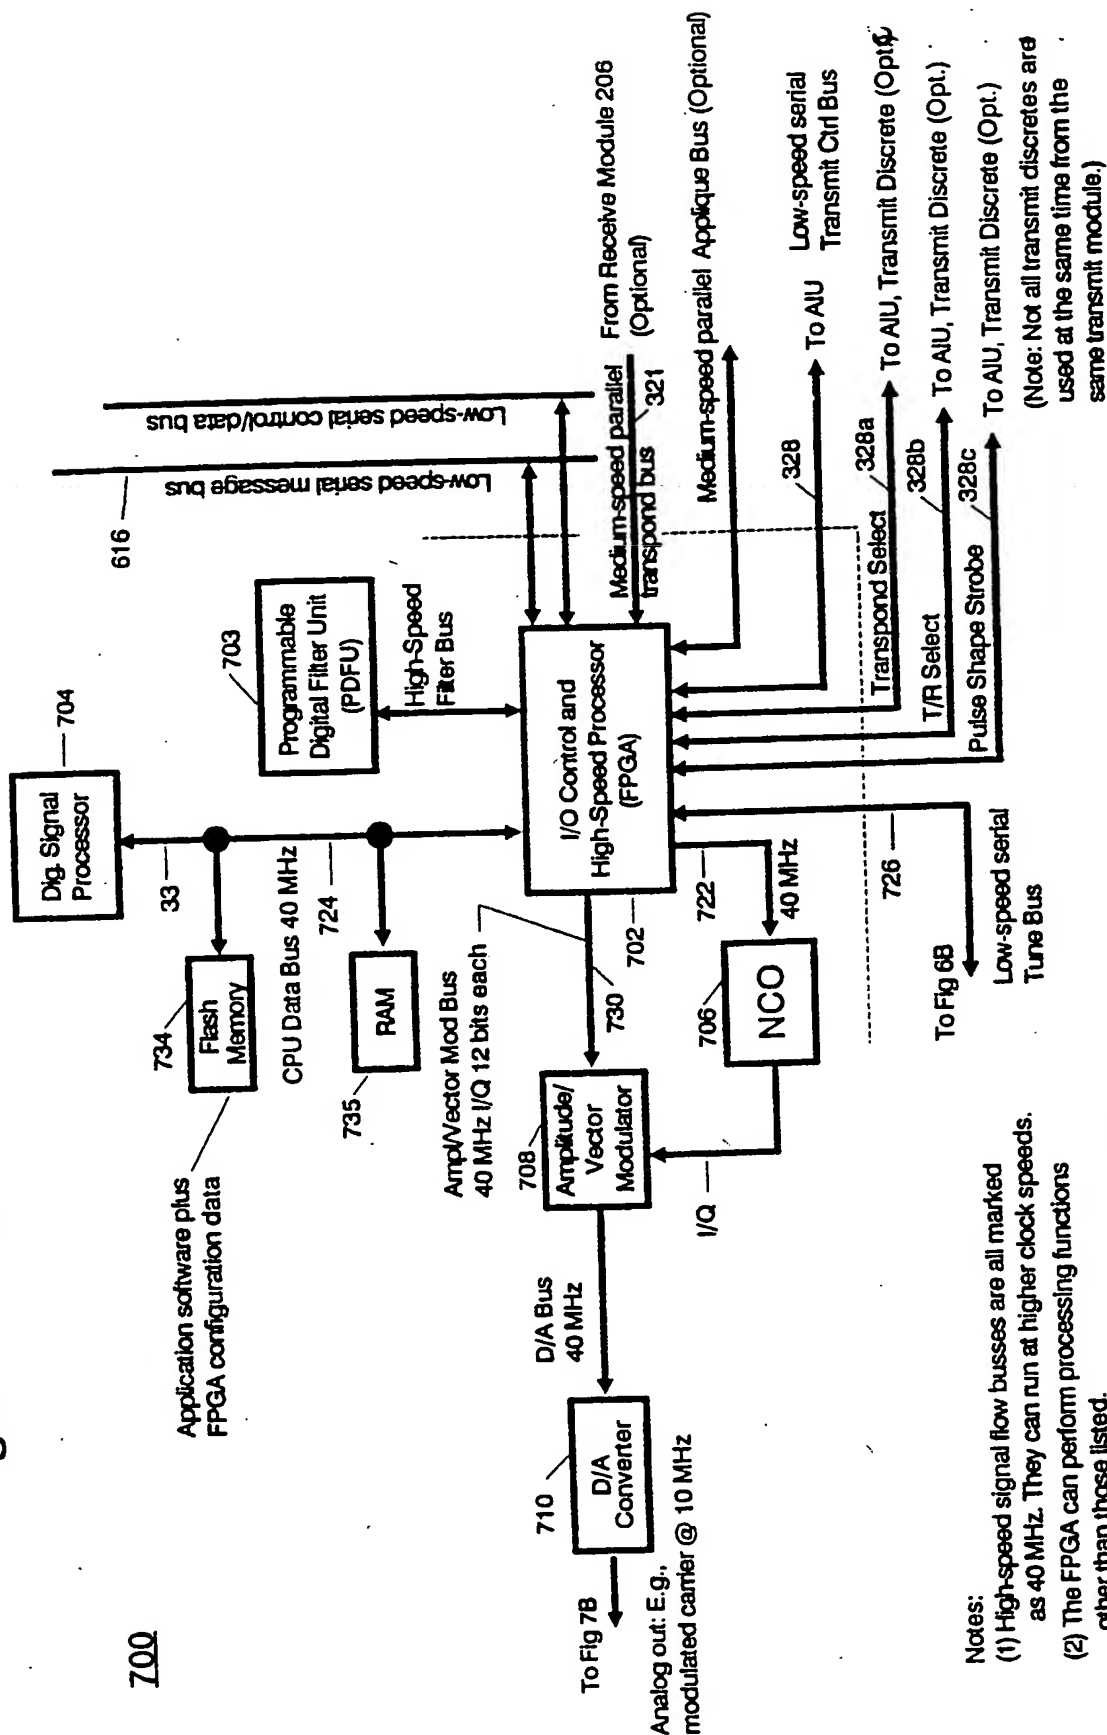 700
704
Dig. Signal
Processor
33
734
Flash
Memory
Application software plus
FPGA configuration data
CPU Data Bus 40 MHz
724
735
RAM
703
Programmable
Digital Filter Unit
(PDFU)
High-Speed
Filter Bus
616
Low-speed serial message bus
Low-speed serial control/data bus
Medium-speed parallel
transpond bus
321
From Receive Module 206
(Optional)
Medium-speed parallel Applique Bus (Optional)
I/O Control and
High-Speed Processor
(FPGA)
702
Ampl/Vector Mod Bus
40 MHz I/Q 12 bits each
730
708
Amplitude/
Vector
Modulator
722
40 MHz
706
NCO
I/Q
D/A Bus
40 MHz
710
D/A
Converter
To Fig 7B
Analog out: E.g.,
modulated carrier @ 10 MHz
328
To AIU
Low-speed serial
Transmit Ctrl Bus
Transpond Select
328a
To AIU, Transmit Discrete
T/R Select
328b
To AIU, Transmit Discrete (Opt.)
Pulse Shape Strobe
328c
To AIU, Transmit Discrete (Opt.)
(Note: Not all transmit discretes are
used at the same time from the
same transmit module.)
726
To Fig 6B
Low-speed serial
Tune Bus
Notes:
(1) High-speed signal flow busses are all marked
as 40 MHz. They can run at higher clock speeds.
(2) The FPGA can perform processing functions
other than those listed.